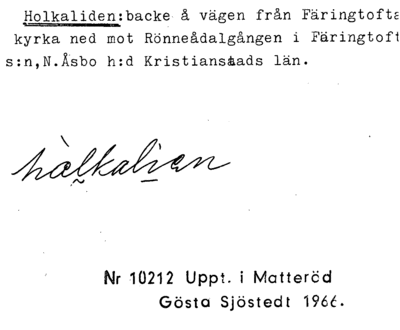 Holkaliden:backe å vägen från Färingtofta
kyrka ned mot Rönneådalgången i Färingtoft
s:n,N.Åsbo h:d Kristianstads län.
hàlkalien
Nr 10212 Uppt. i Matteröd
Gösta Sjöstedt 1966.